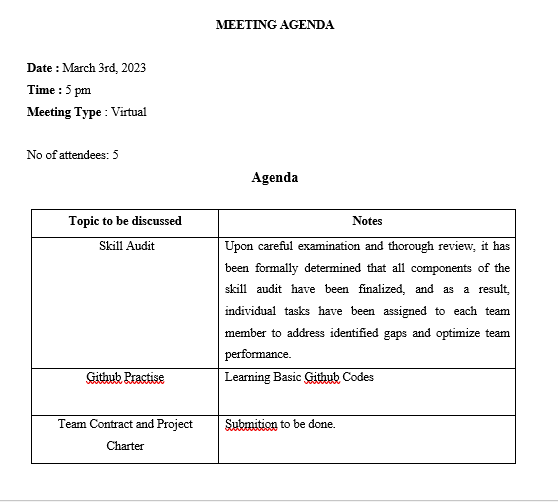 MEETING AGENDA
Date : March 3rd, 2023
Time : 5 pm
Meeting Type : Virtual
No of attendees: 5
Agenda
Topic to be discussed
Notes
Skill Audit
Upon careful examination and thorough review, it has
been formally determined that all components of the
skill audit have been finalized, and as a result,
individual tasks have been assigned to each team
member to address identified gaps and optimize team
performance.
Github Practise
Learning Basic Github Codes
Team Contract and Project
Charter
Submition to be done.